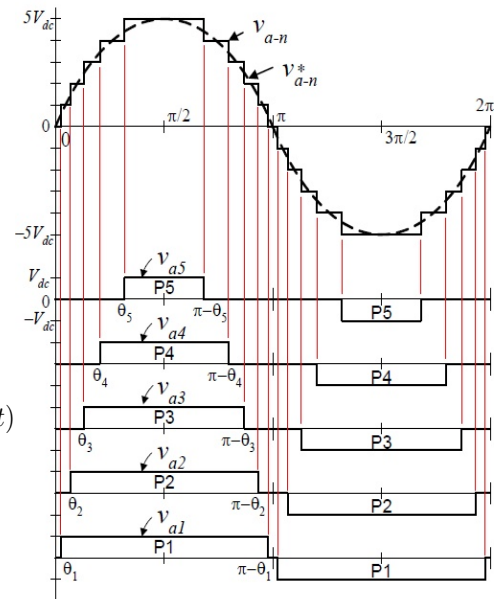 5V_dc
v_a-n
v*_a-n
0
0
π/2
π
3π/2
2π
-5V_dc
V_dc
0
-V_dc
v_a5
P5
θ_5
π-θ_5
P5
v_a4
P4
θ_4
π-θ_4
P4
t)
v_a3
P3
θ_3
π-θ_3
P3
v_a2
P2
θ_2
π-θ_2
P2
v_a1
P1
θ_1
π-θ_1
P1